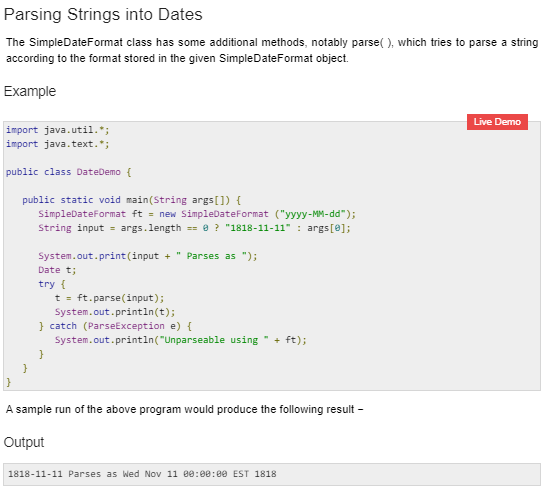 Parsing Strings into Dates
The SimpleDateFormat class has some additional methods, notably parse( ), which tries to parse a string
according to the format stored in the given SimpleDateFormat object.
Example
Live Demo
import java.util.*;
import java.text.*;
public class DateDemo {
public static void main(String args[]) {
SimpleDateFormat ft = new SimpleDateFormat ("yyyy-MM-dd");
String input = args.length == 0 ? "1818-11-11" : args[0];
System.out.print(input + " Parses as ");
Date t;
try {
t = ft.parse(input);
System.out.println(t);
} catch (ParseException e) {
System.out.println("Unparseable using " + ft);
}
}
}
A sample run of the above program would produce the following result −
Output
1818-11-11 Parses as Wed Nov 11 00:00:00 EST 1818